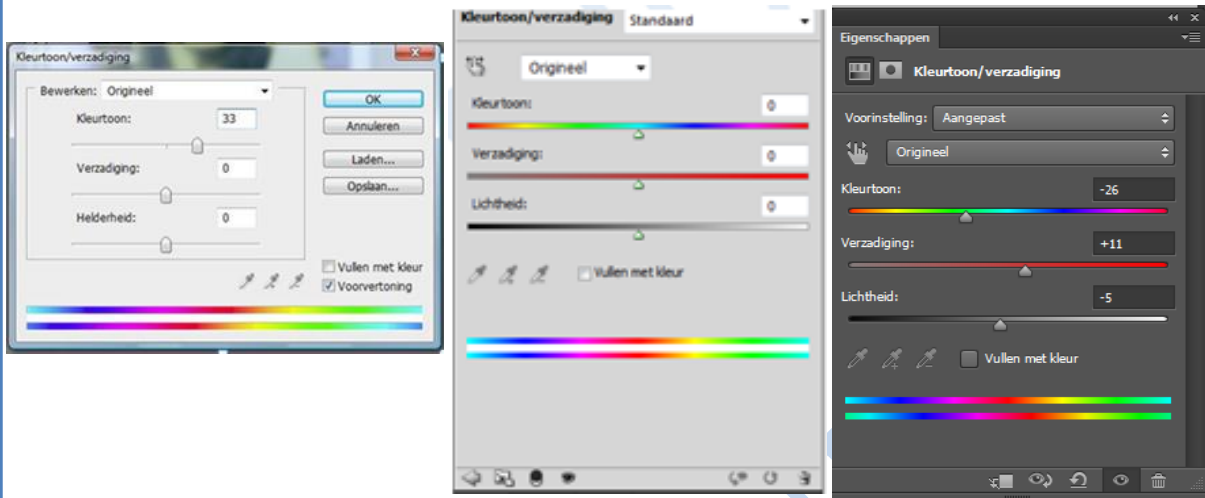 Kleurtoon/verzadiging
Bewerken: Origineel
Kleurtoon: 33
Verzadiging: 0
Helderheid: 0
OK
Annuleren
Laden...
Opslaan...
Vullen met kleur
Voorvertoning
Kleurtoon/verzadiging Standaard
Origineel
Kleurtoon: 0
Verzadiging: 0
Lichtheid: 0
Vullen met kleur
Eigenschappen
Kleurtoon/verzadiging
Voorinstelling: Aangepast
Origineel
Kleurtoon: -26
Verzadiging: +11
Lichtheid: -5
Vullen met kleur